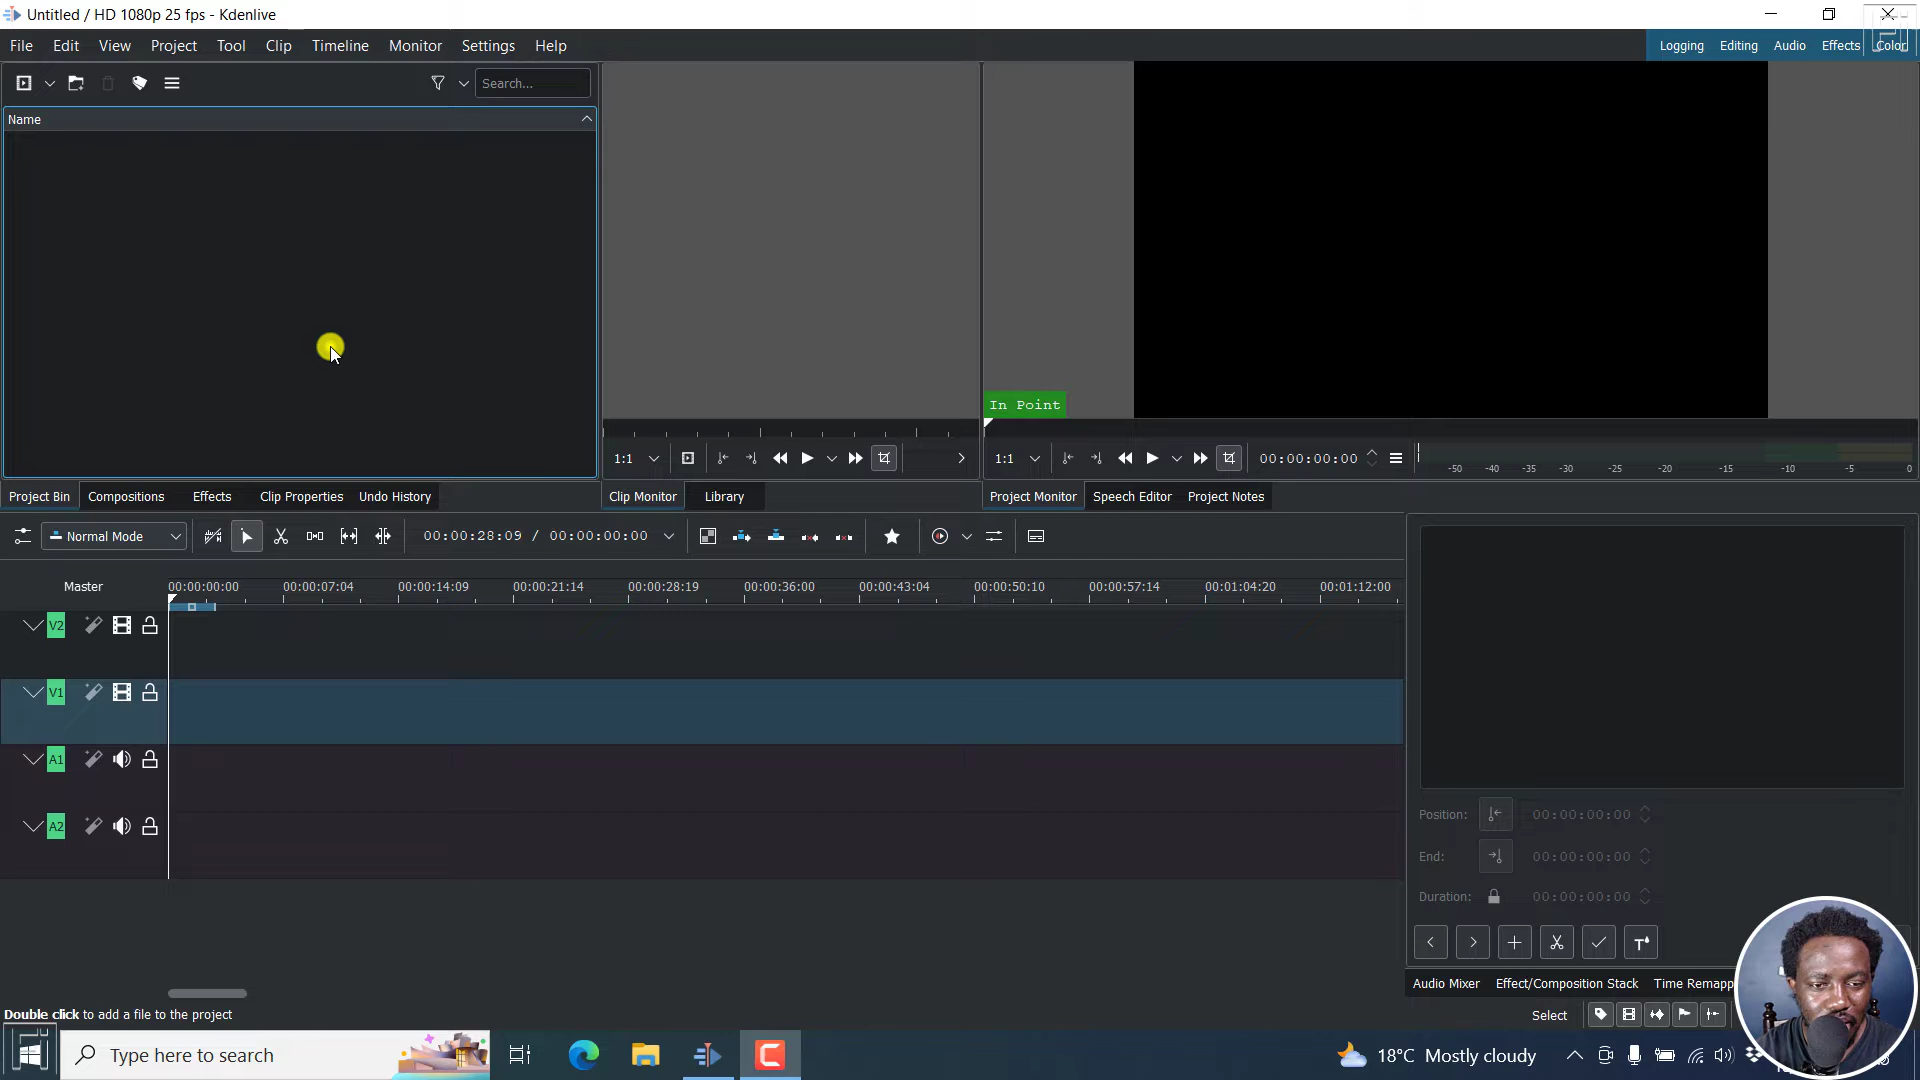 Untitled / HD 1080p 25 fps - Kdenlive
File Edit View Project Tool Clip Timeline Monitor Settings Help
Logging Editing Audio Effects Color
Search...
Name
In Point
1:1
1:1 00:00:00:00
-50 -40 -35 -30 -25 -20 -15 -10 -5 0
Project Bin Compositions Effects Clip Properties Undo History
Clip Monitor Library
Project Monitor Speech Editor Project Notes
Normal Mode 00:00:28:09 / 00:00:00:00
Master 00:00:00:00 00:00:07:04 00:00:14:09 00:00:21:14 00:00:28:19 00:00:36:00 00:00:43:04 00:00:50:10 00:00:57:14 00:01:04:20 00:01:12:00
V2
V1
A1
A2
Position: 00:00:00:00
End: 00:00:00:00
Duration: 00:00:00:00
Audio Mixer Effect/Composition Stack Time Remapp
Double click to add a file to the project
Select
Type here to search
18°C Mostly cloudy